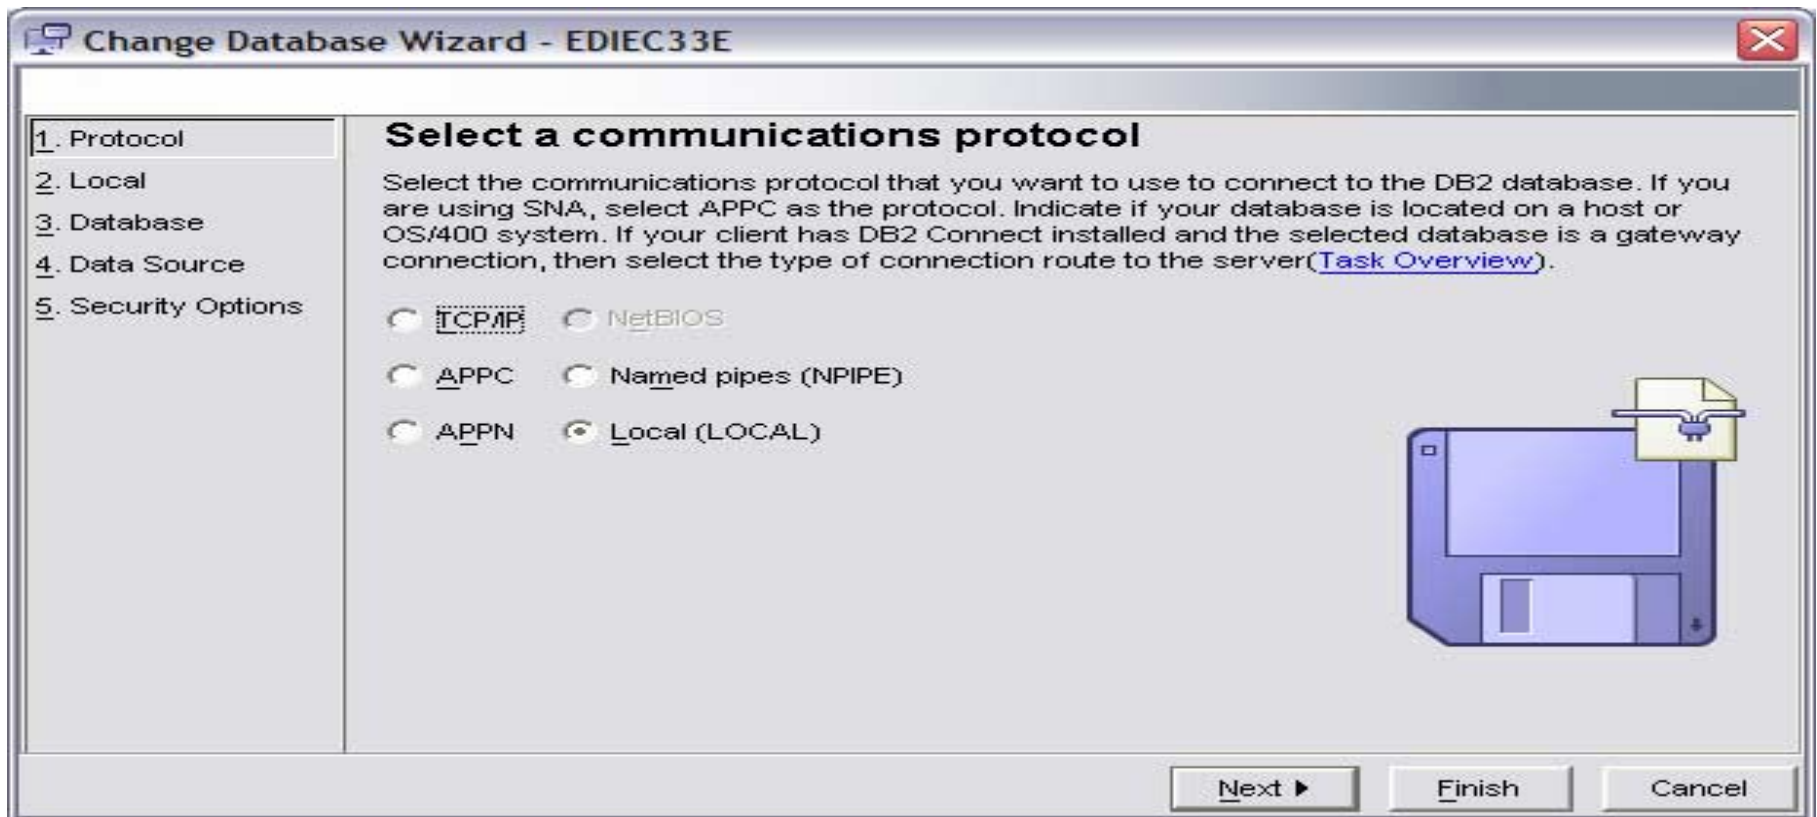 Change Database Wizard - EDIEC33E
1. Protocol
2. Local
3. Database
4. Data Source
5. Security Options
Select a communications protocol
Select the communications protocol that you want to use to connect to the DB2 database. If you
are using SNA, select APPC as the protocol. Indicate if your database is located on a host or
OS/400 system. If your client has DB2 Connect installed and the selected database is a gateway
connection, then select the type of connection route to the server(Task Overview).
TCP/IP NetBIOS
APPC Named pipes (NPIPE)
APPN Local (LOCAL)
Next Finish Cancel